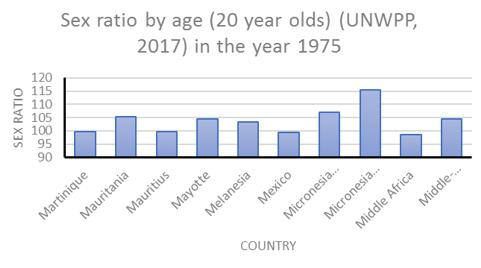 Sex ratio by age (20 year olds) (UNWPP,
2017) in the year 1975
120
115
110
105
100
95
90
SEX RATIO
Martinique
Mauritania
Mauritius
Mayotte
Melanesia
Mexico
Micronesia...
Micronesia...
Middle Africa
Middle-...
COUNTRY